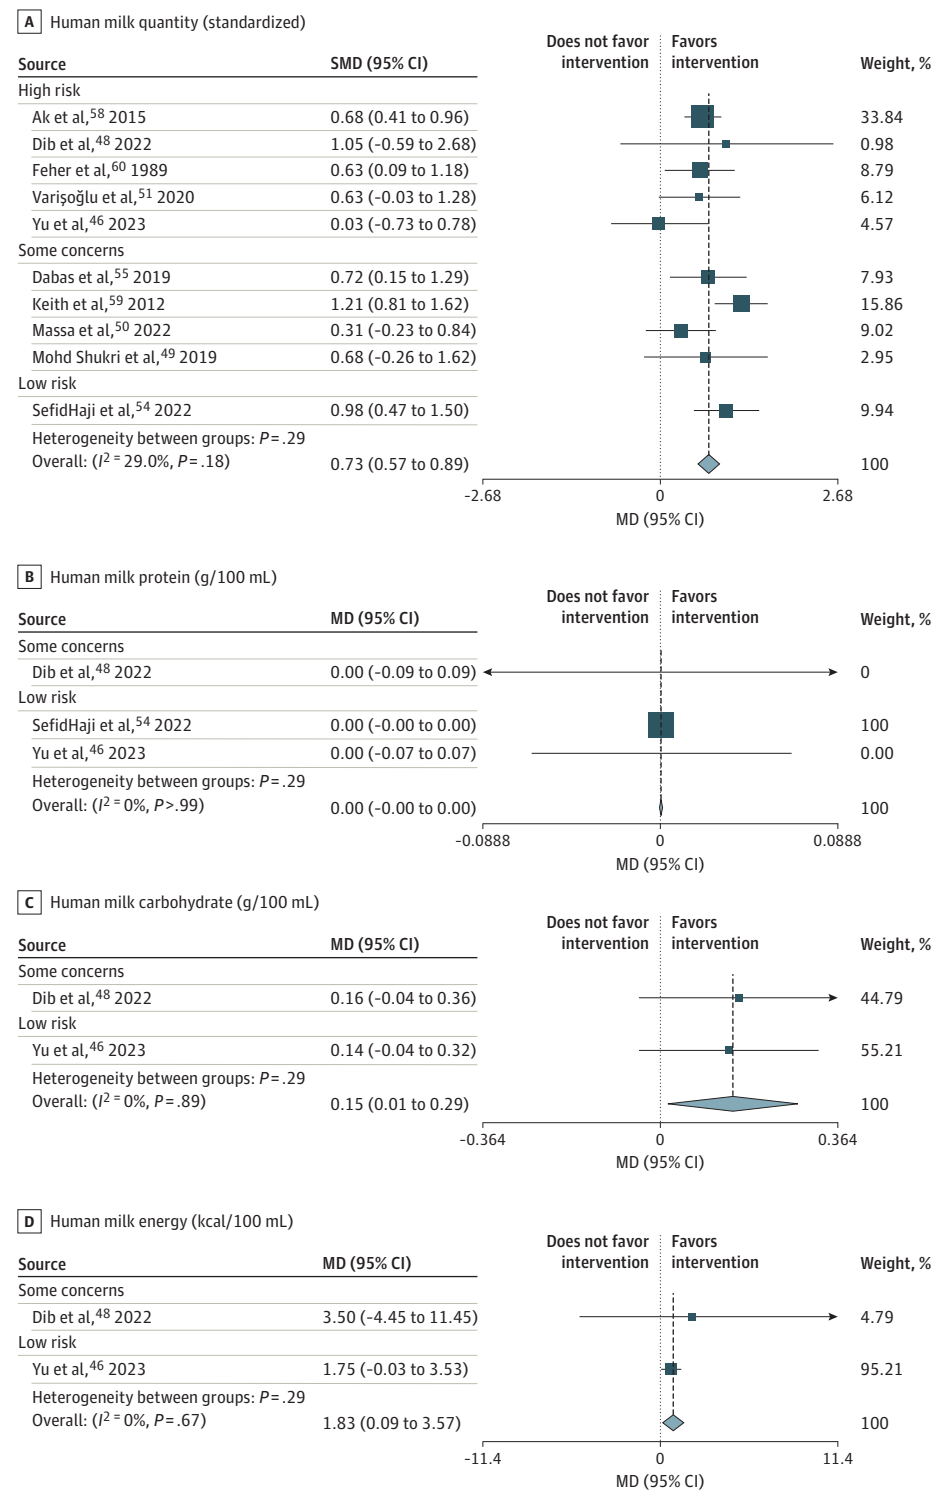 A Human milk quantity (standardized)
Does not favor intervention Favors intervention
Source SMD (95% CI) Weight, %
High risk
Ak et al,58 2015 0.68 (0.41 to 0.96) 33.84
Dib et al,48 2022 1.05 (-0.59 to 2.68) 0.98
Feher et al,60 1989 0.63 (0.09 to 1.18) 8.79
Varişoğlu et al,51 2020 0.63 (-0.03 to 1.28) 6.12
Yu et al,46 2023 0.03 (-0.73 to 0.78) 4.57
Some concerns
Dabas et al,55 2019 0.72 (0.15 to 1.29) 7.93
Keith et al,59 2012 1.21 (0.81 to 1.62) 15.86
Massa et al,50 2022 0.31 (-0.23 to 0.84) 9.02
Mohd Shukri et al,49 2019 0.68 (-0.26 to 1.62) 2.95
Low risk
SefidHaji et al,54 2022 0.98 (0.47 to 1.50) 9.94
Heterogeneity between groups: P = .29
Overall: (I2 = 29.0%, P = .18) 0.73 (0.57 to 0.89) 100
-2.68 0 2.68
MD (95% CI)
B Human milk protein (g/100 mL)
Does not favor intervention Favors intervention
Source MD (95% CI) Weight, %
Some concerns
Dib et al,48 2022 0.00 (-0.09 to 0.09) 0
Low risk
SefidHaji et al,54 2022 0.00 (-0.00 to 0.00) 100
Yu et al,46 2023 0.00 (-0.07 to 0.07) 0.00
Heterogeneity between groups: P = .29
Overall: (I2 = 0%, P >.99) 0.00 (-0.00 to 0.00) 100
-0.0888 0 0.0888
MD (95% CI)
C Human milk carbohydrate (g/100 mL)
Does not favor intervention Favors intervention
Source MD (95% CI) Weight, %
Some concerns
Dib et al,48 2022 0.16 (-0.04 to 0.36) 44.79
Low risk
Yu et al,46 2023 0.14 (-0.04 to 0.32) 55.21
Heterogeneity between groups: P = .29
Overall: (I2 = 0%, P = .89) 0.15 (0.01 to 0.29) 100
-0.364 0 0.364
MD (95% CI)
D Human milk energy (kcal/100 mL)
Does not favor intervention Favors intervention
Source MD (95% CI) Weight, %
Some concerns
Dib et al,48 2022 3.50 (-4.45 to 11.45) 4.79
Low risk
Yu et al,46 2023 1.75 (-0.03 to 3.53) 95.21
Heterogeneity between groups: P = .29
Overall: (I2 = 0%, P = .67) 1.83 (0.09 to 3.57) 100
-11.4 0 11.4
MD (95% CI)